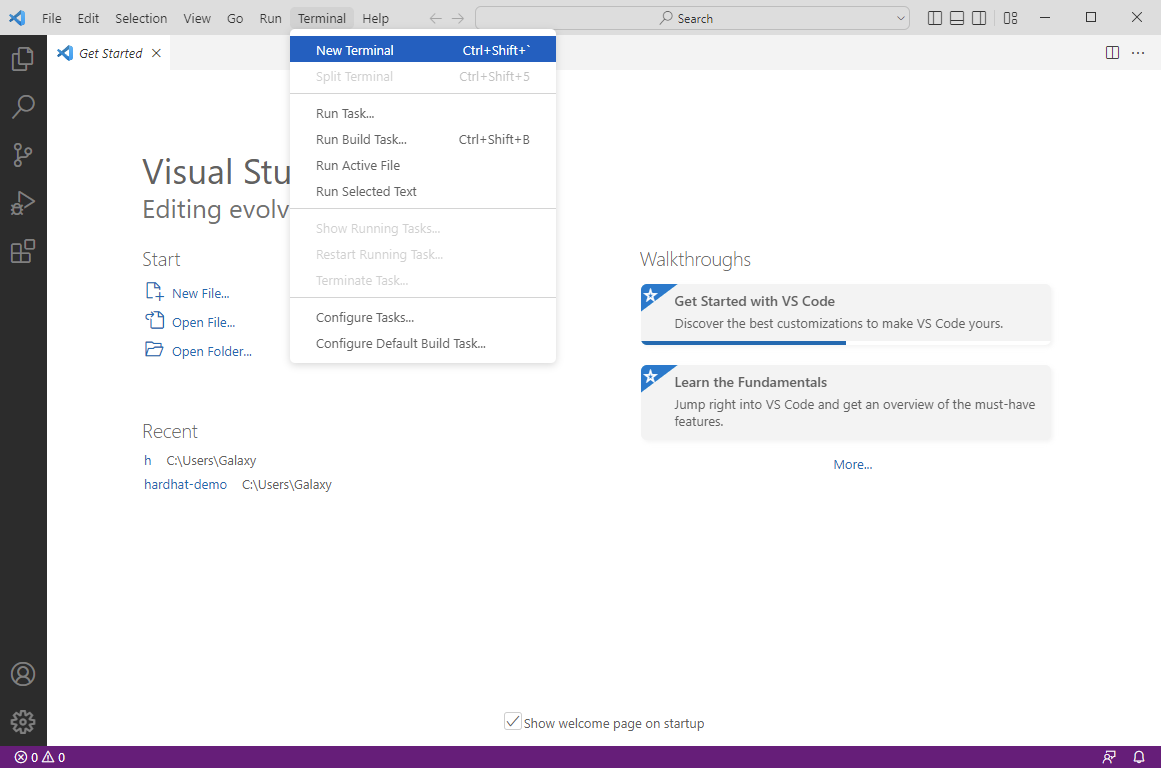 File Edit Selection View Go Run Terminal Help Search
Get Started
New Terminal Ctrl+Shift+`
Split Terminal Ctrl+Shift+5
Run Task...
Run Build Task... Ctrl+Shift+B
Run Active File
Run Selected Text
Show Running Tasks...
Restart Running Task...
Terminate Task...
Configure Tasks...
Configure Default Build Task...
Visual Stu
Editing evolv
Start
New File...
Open File...
Open Folder...
Recent
h C:\Users\Galaxy
hardhat-demo C:\Users\Galaxy
Walkthroughs
Get Started with VS Code
Discover the best customizations to make VS Code yours.
Learn the Fundamentals
Jump right into VS Code and get an overview of the must-have
features.
More...
Show welcome page on startup
0 0